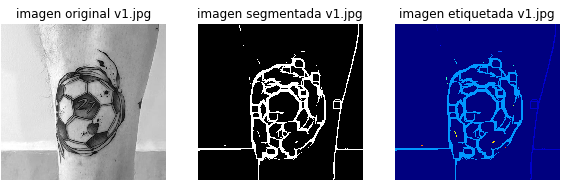 imagen original v1.jpg
imagen segmentada v1.jpg
imagen etiquetada v1.jpg